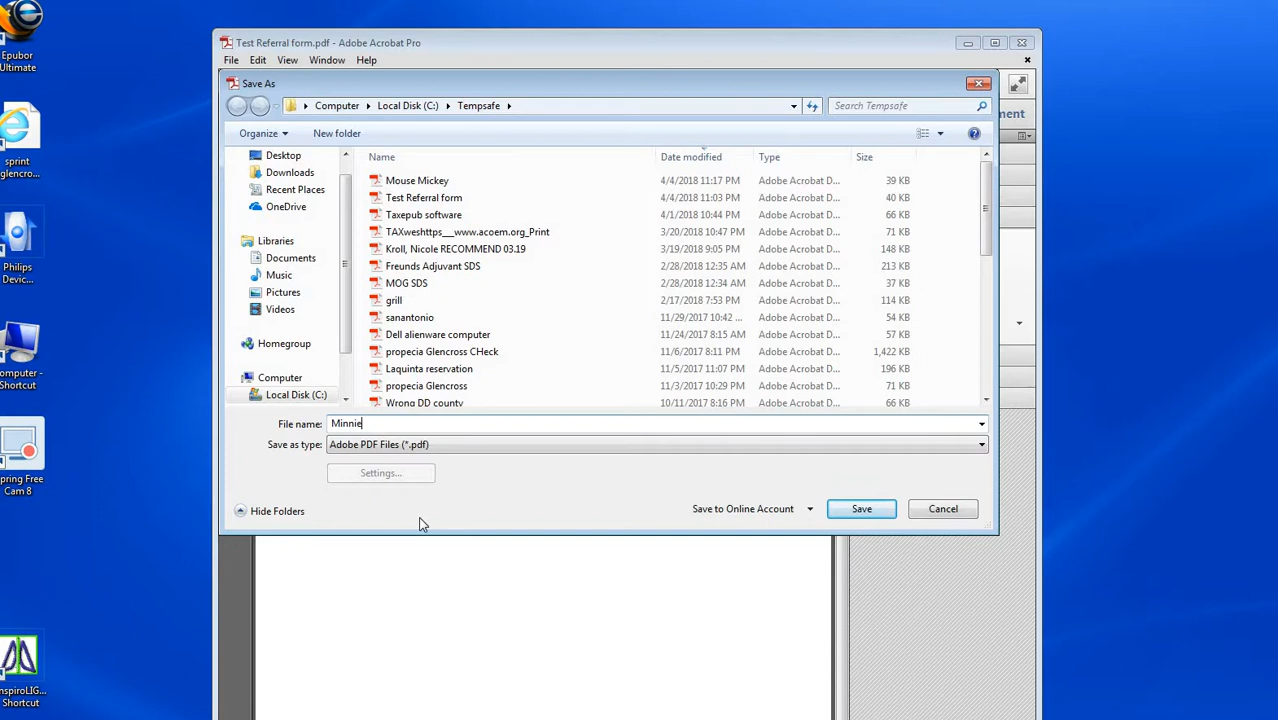 Epubor
Ultimate
sprint
glencro...
Philips
Devic...
Computer -
Shortcut
Spring Free
Cam 8
InspiroLIG...
Shortcut
Test Referral form.pdf - Adobe Acrobat Pro
File Edit View Window Help
Save As
Computer Local Disk (C:) Tempsafe
Search Tempsafe
Organize New folder
Desktop
Downloads
Recent Places
OneDrive
Libraries
Documents
Music
Pictures
Videos
Homegroup
Computer
Local Disk (C:)
Name Date modified Type Size
Mouse Mickey 4/4/2018 11:17 PM Adobe Acrobat D... 39 KB
Test Referral form 4/4/2018 11:03 PM Adobe Acrobat D... 40 KB
Taxepub software 4/1/2018 10:44 PM Adobe Acrobat D... 66 KB
TAXweshttps__www.acoem.org_Print 3/20/2018 10:47 PM Adobe Acrobat D... 71 KB
Kroll, Nicole RECOMMEND 03.19 3/19/2018 9:05 PM Adobe Acrobat D... 148 KB
Freunds Adjuvant SDS 2/28/2018 12:35 AM Adobe Acrobat D... 213 KB
MOG SDS 2/28/2018 12:34 AM Adobe Acrobat D... 37 KB
grill 2/17/2018 7:53 PM Adobe Acrobat D... 114 KB
sanantonio 11/29/2017 10:42 ... Adobe Acrobat D... 54 KB
Dell alienware computer 11/24/2017 8:15 AM Adobe Acrobat D... 57 KB
propecia Glencross CHeck 11/6/2017 8:11 PM Adobe Acrobat D... 1,422 KB
Laquinta reservation 11/5/2017 11:07 PM Adobe Acrobat D... 196 KB
propecia Glencross 11/3/2017 10:29 PM Adobe Acrobat D... 71 KB
Wrong DD county 10/11/2017 8:16 PM Adobe Acrobat D... 66 KB
File name: Minnie
Save as type: Adobe PDF Files (*.pdf)
Settings...
Hide Folders Save to Online Account Save Cancel
ment